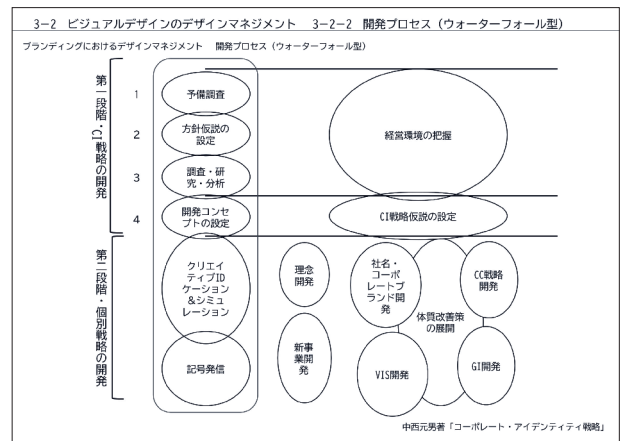 3-2 ビジュアルデザインのデザインマネジメント 3-2-2 開発プロセス（ウォーターフォール型）
ブランディングにおけるデザインマネジメント 開発プロセス（ウォーターフォール型）
第一段階・CI戦略の開発
1
予備調査
2
方針仮説の
設定
3
調査・研
究・分析
4
開発コンセ
プトの設定
経営環境の把握
CI戦略仮説の設定
第二段階・個別戦略の開発
クリエイ
ティブID
ケーション
&シミュ
レーション
記号発信
理念
開発
新事
業開
発
社名・
コーポ
レートブ
ランド開
発
体質改善策
の展開
CC戦略
開発
VIS開発
GI開発
中西元男著「コーポレート・アイデンティティ戦略」